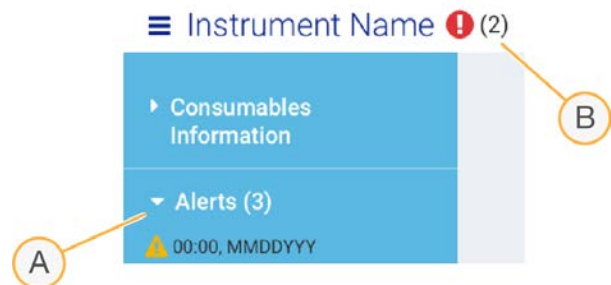 Instrument Name (2)
Consumables
Information
B
Alerts (3)
A
00:00, MMDDYYY